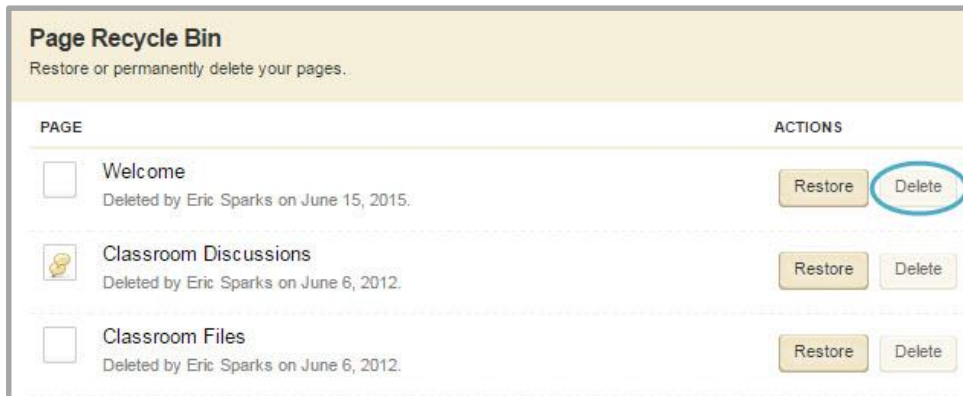 Page Recycle Bin
Restore or permanently delete your pages.
PAGE ACTIONS
Welcome
Deleted by Eric Sparks on June 15, 2015.
Restore Delete
Classroom Discussions
Deleted by Eric Sparks on June 6, 2012.
Restore Delete
Classroom Files
Deleted by Eric Sparks on June 6, 2012.
Restore Delete